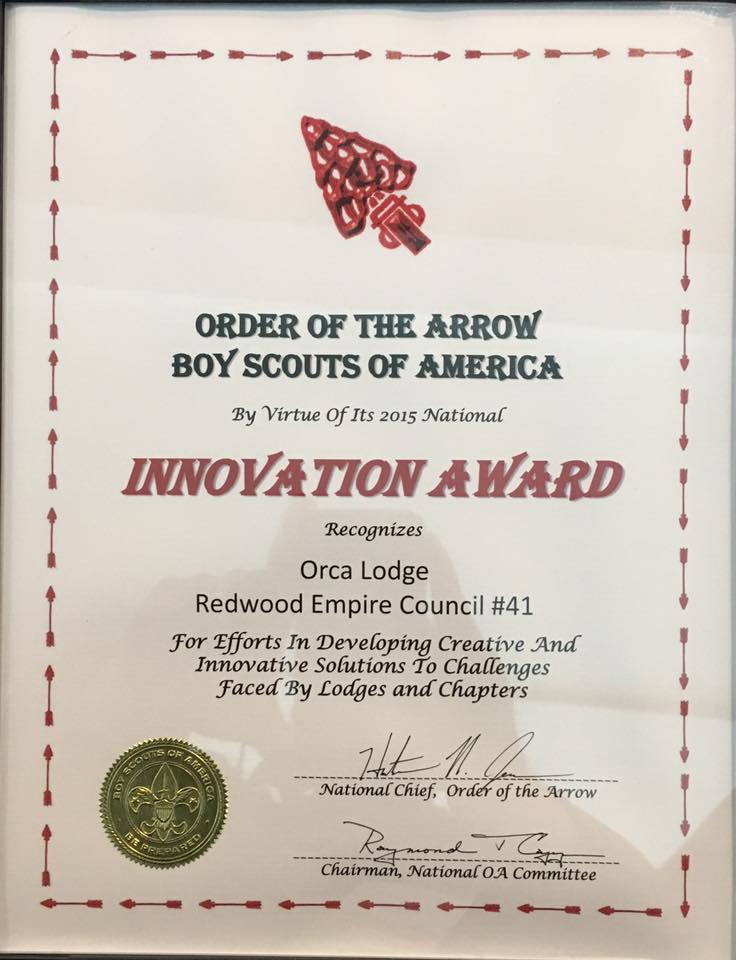 ORDER OF THE ARROW
BOY SCOUTS OF AMERICA
By Virtue Of Its 2015 National
INNOVATION AWARD
Recognizes
Orca Lodge
Redwood Empire Council #41
For Efforts In Developing Creative And
Innovative Solutions To Challenges
Faced By Lodges and Chapters
National Chief, Order of the Arrow
Raymond T
Chairman, National OA Committee
BOY SCOUTS OF AMERICA
BE PREPARED